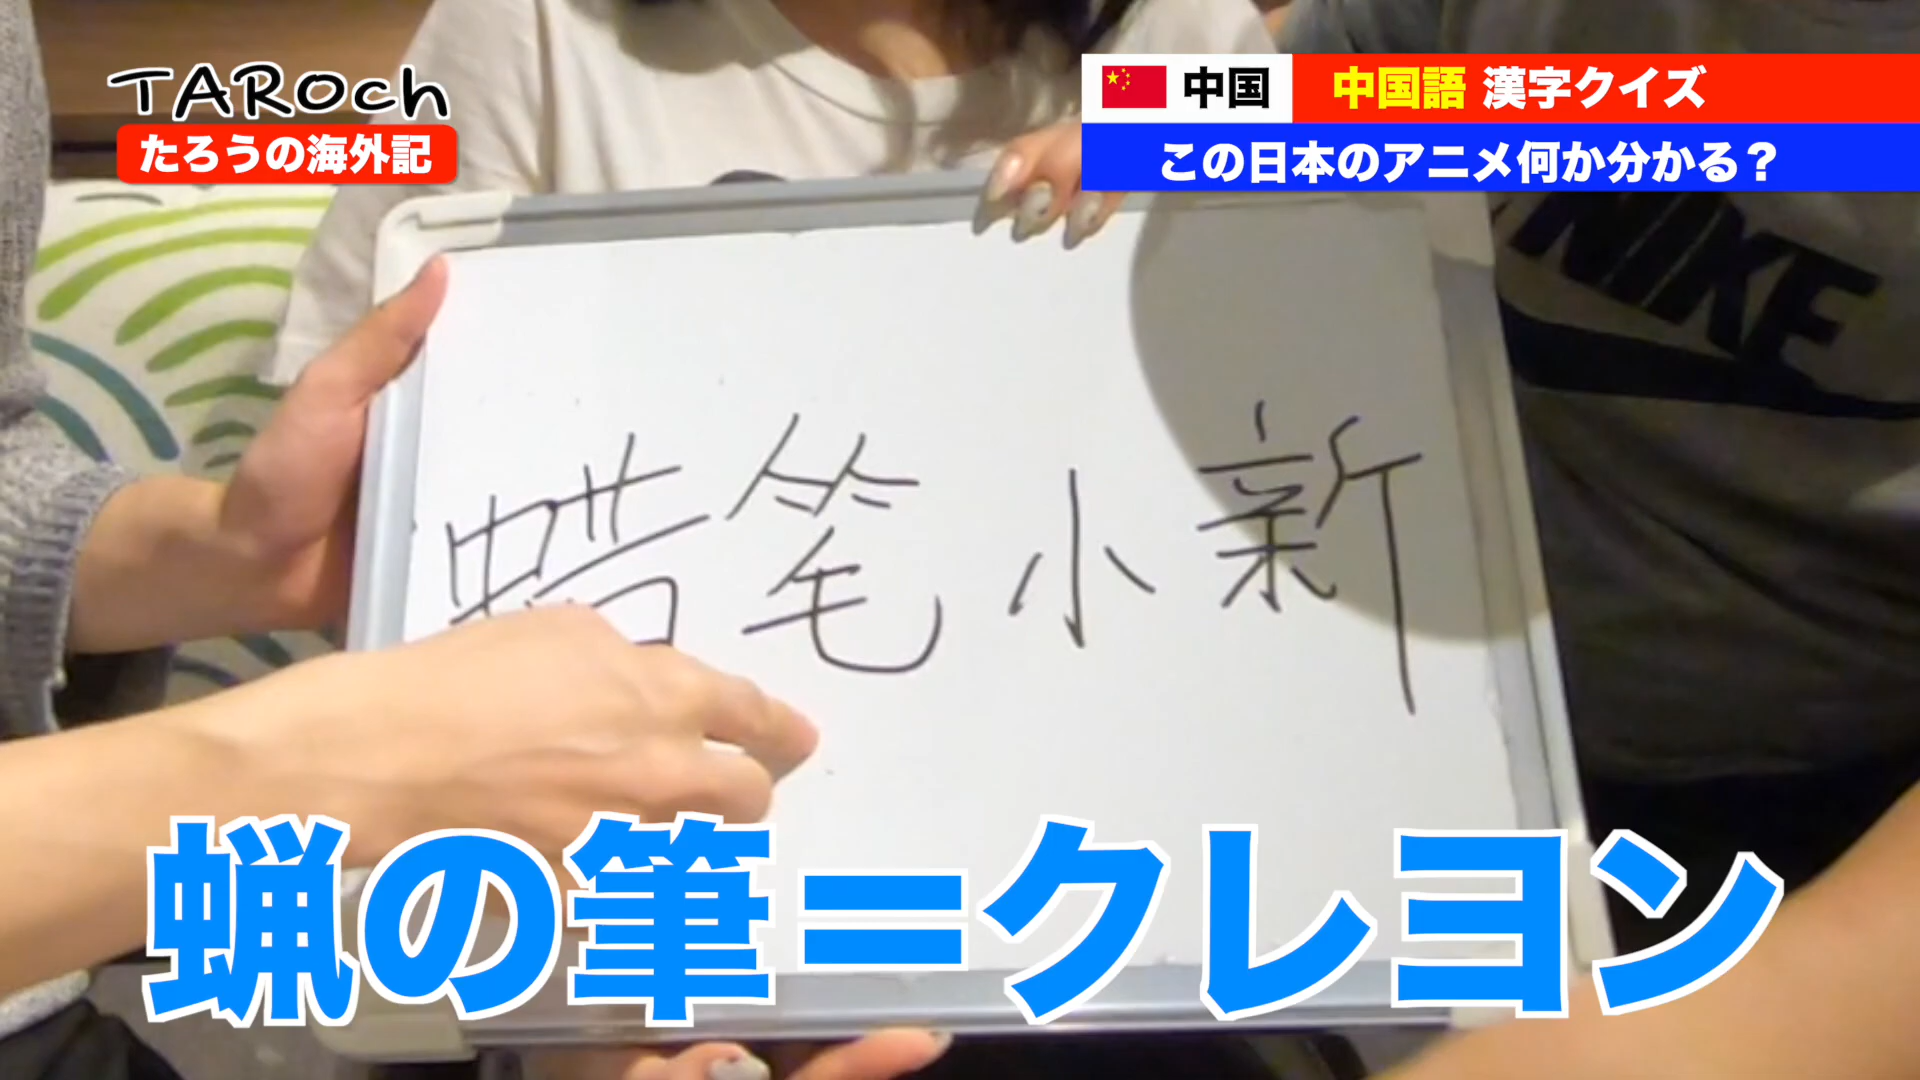 TAROch
たろうの海外記
中国 中国語 漢字クイズ
この日本のアニメ何か分かる？
NIKE
蜡笔小新
蝋の筆＝クレヨン